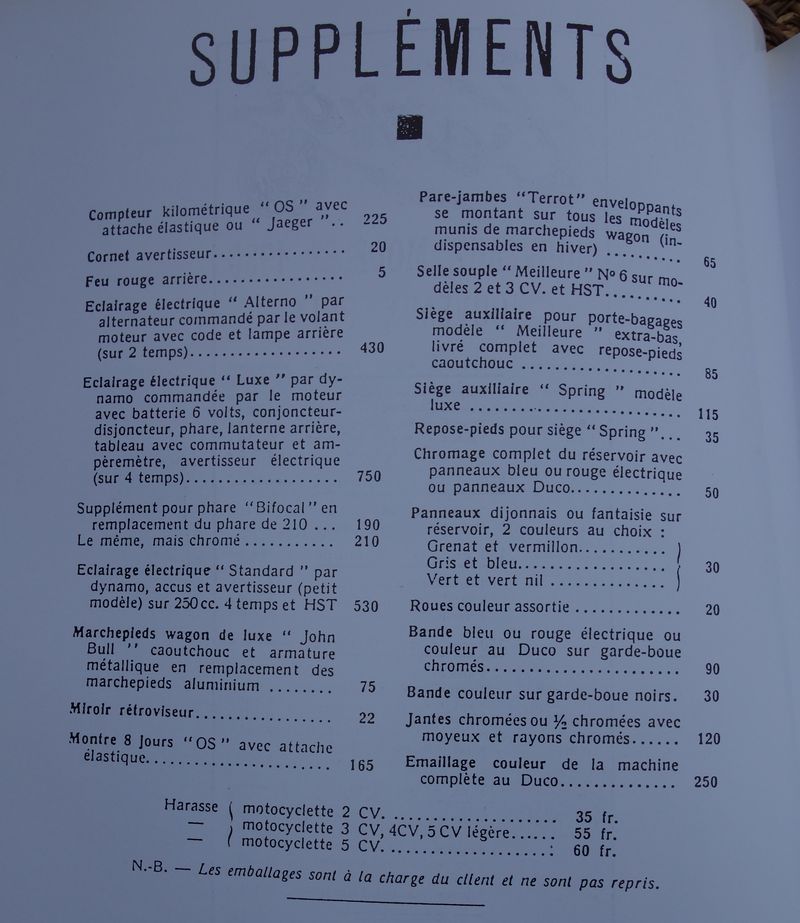 SUPPLÉMENTS
Compteur kilométrique “ OS ” avec
attache élastique ou “ Jaeger ”.. 225
Cornet avertisseur................. 20
Feu rouge arrière................. 5
Eclairage électrique “ Alterno ” par
alternateur commandé par le volant
moteur avec code et lampe arrière
(sur 2 temps)................... 430
Eclairage électrique “ Luxe ” par dy-
namo commandée par le moteur
avec batterie 6 volts, conjoncteur-
disjoncteur, phare, lanterne arrière,
tableau avec commutateur et am-
pèremètre, avertisseur électrique
(sur 4 temps)................... 750
Supplément pour phare “Bifocal” en
remplacement du phare de 210 ... 190
Le même, mais chromé ........... 210
Eclairage électrique “ Standard ” par
dynamo, accus et avertisseur (petit
modèle) sur 250 cc. 4 temps et HST 530
Marchepieds wagon de luxe “ John
Bull ” caoutchouc et armature
métallique en remplacement des
marchepieds aluminium ........ 75
Miroir rétroviseur................. 22
Montre 8 Jours “OS” avec attache
élastique....................... 165
Pare-jambes “Terrot” enveloppants
se montant sur tous les modèles
munis de marchepieds wagon (in-
dispensables en hiver) .......... 65
Selle souple “ Meilleure ” No 6 sur mo-
dèles 2 et 3 CV. et HST.......... 40
Siège auxiliaire pour porte-bagages
modèle “ Meilleure ” extra-bas,
livré complet avec repose-pieds
caoutchouc .................... 85
Siège auxiliaire “ Spring ” modèle
luxe .......................... 115
Repose-pieds pour siège “Spring”... 35
Chromage complet du réservoir avec
panneaux bleu ou rouge électrique
ou panneaux Duco.............. 50
Panneaux dijonnais ou fantaisie sur
réservoir, 2 couleurs au choix :
Grenat et vermillon...........
Gris et bleu................... 30
Vert et vert nil ..............
Roues couleur assortie ............. 20
Bande bleu ou rouge électrique ou
couleur au Duco sur garde-boue
chromés........................ 90
Bande couleur sur garde-boue noirs. 30
Jantes chromées ou ½ chromées avec
moyeux et rayons chromés...... 120
Emaillage couleur de la machine
complète au Duco.............. 250
Harasse ( motocyclette 2 CV. .................... 35 fr.
— ) motocyclette 3 CV, 4CV, 5 CV légère...... 55 fr.
— ( motocyclette 5 CV..................... 60 fr.
N.-B. — Les emballages sont à la charge du client et ne sont pas repris.